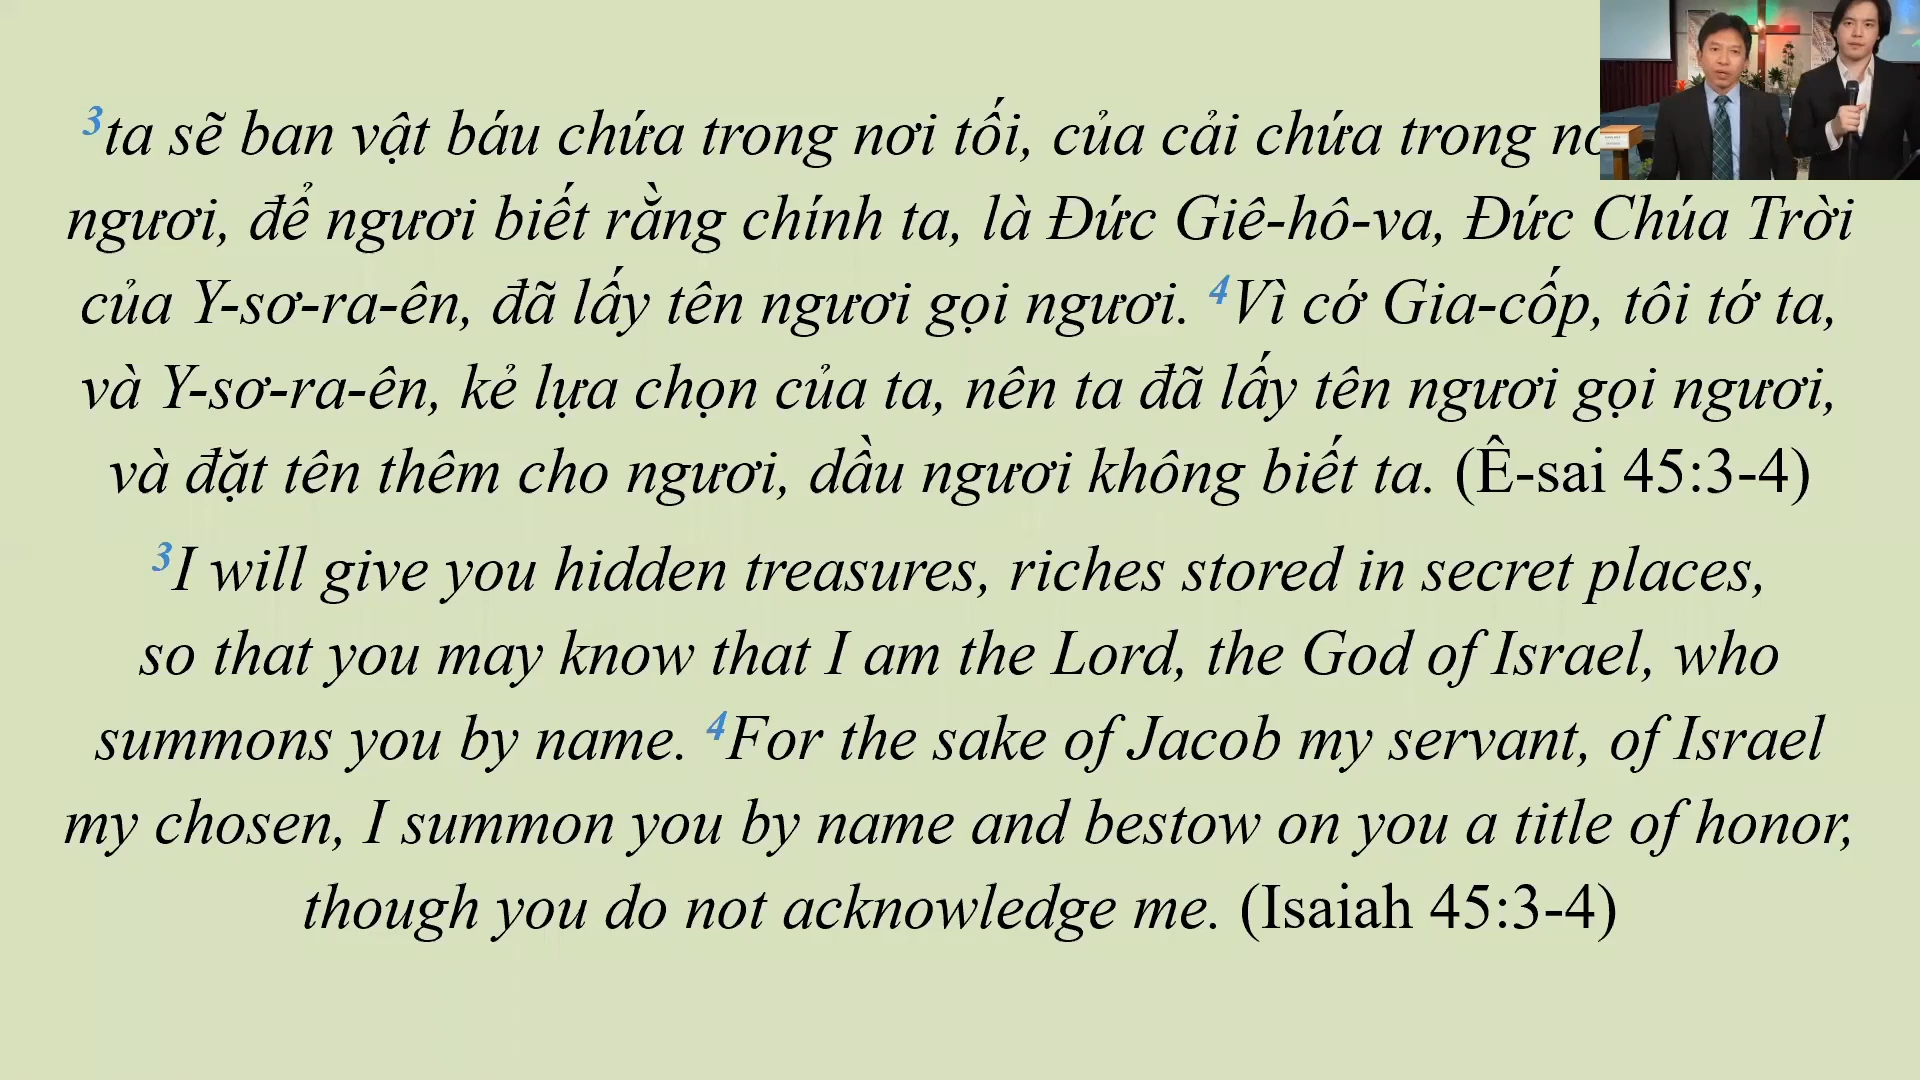 3ta sẽ ban vật báu chứa trong nơi tối, của cải chứa trong
ngươi, để ngươi biết rằng chính ta, là Đức Giê-hô-va, Đức Chúa Trời
của Y-sơ-ra-ên, đã lấy tên ngươi gọi ngươi. 4Vì cớ Gia-cốp, tôi tớ ta,
và Y-sơ-ra-ên, kẻ lựa chọn của ta, nên ta đã lấy tên ngươi gọi ngươi,
và đặt tên thêm cho ngươi, dầu ngươi không biết ta. (Ê-sai 45:3-4)
3I will give you hidden treasures, riches stored in secret places,
so that you may know that I am the Lord, the God of Israel, who
summons you by name. 4For the sake of Jacob my servant, of Israel
my chosen, I summon you by name and bestow on you a title of honor,
though you do not acknowledge me. (Isaiah 45:3-4)